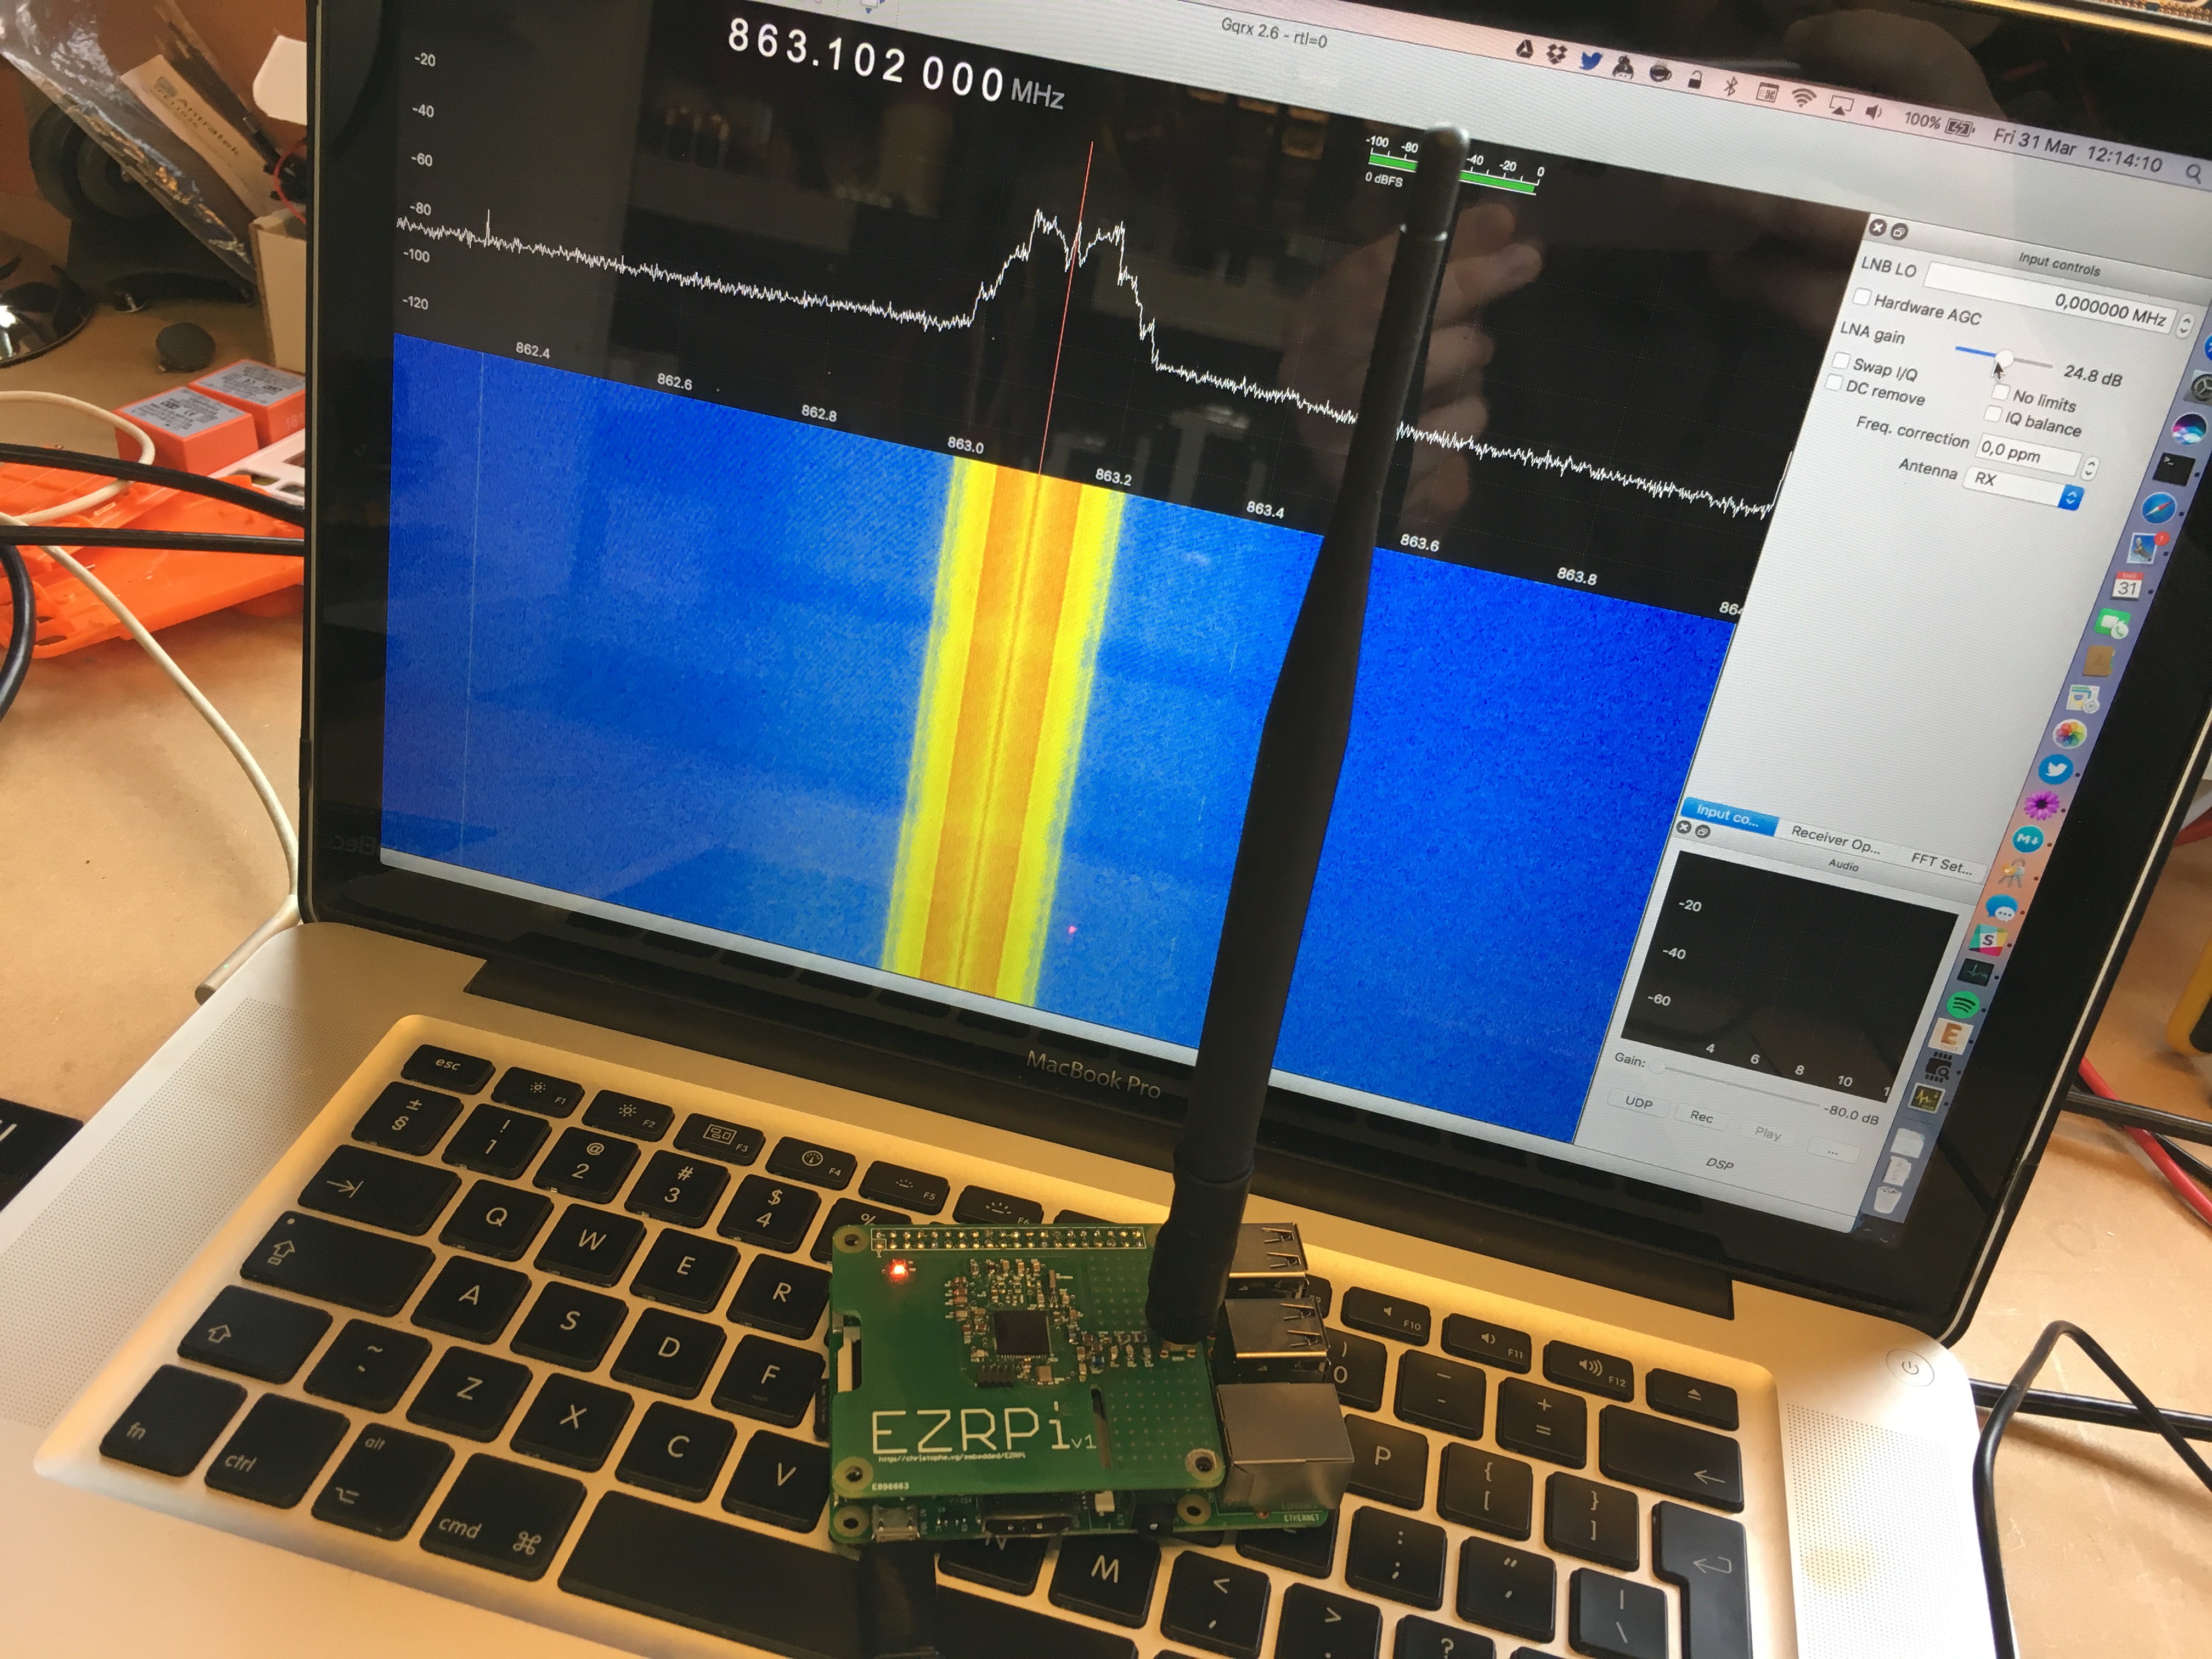 Gqrx 2.6 - rtl=0
100%
Fri 31 Mar 12:14:10
863.102 000 MHz
-20
-40
-60
-80
-100
-120
-100 -80 -40 -20 0
0 dBFS
862.4 862.6 862.8 863.0 863.2 863.4 863.6 863.8
Input controls
LNB LO 0,000000 MHz
Hardware AGC
LNA gain 24.8 dB
Swap I/Q No limits
DC remove IQ balance
Freq. correction 0,0 ppm
Antenna RX
31
Input co... Receiver Op... FFT Set...
Audio
-20
-40
-60
4 6 8 10
Gain: -80.0 dB
UDP Rec Play ...
DSP
Antratek
MacBook Pro
esc F1 F2 F3 F4 F5 F6 F10 F11 F12
± § ! 1 @ 2 # 3 $ 4 % ) 0 _ - + =
Q W E R P { [ } ]
A S D F : ; " ' | \
~ Z X C V N M < , > . ?
fn ctrl alt cmd
EZRPi v1
http://christophe.vg/embedded/EZRPi
E896663
ETHERNET